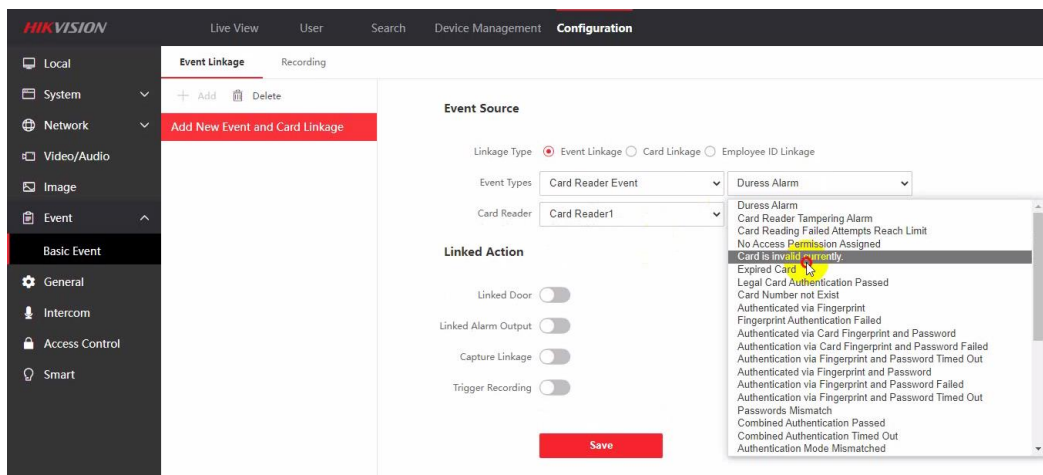 HIKVISION
Live View User Search Device Management Configuration
Local
System
Network
Video/Audio
Image
Event
Basic Event
General
Intercom
Access Control
Smart
Event Linkage Recording
Add Delete
Add New Event and Card Linkage
Event Source
Linkage Type Event Linkage Card Linkage Employee ID Linkage
Event Types Card Reader Event Duress Alarm
Card Reader Card Reader1
Duress Alarm
Card Reader Tampering Alarm
Card Reading Failed Attempts Reach Limit
No Access Permission Assigned
Card is invalid currently.
Expired Card
Legal Card Authentication Passed
Card Number not Exist
Authenticated via Fingerprint
Fingerprint Authentication Failed
Authenticated via Card Fingerprint and Password
Authentication via Card Fingerprint and Password Failed
Authentication via Fingerprint and Password Timed Out
Authenticated via Fingerprint and Password
Authentication via Fingerprint and Password Failed
Authentication via Fingerprint and Password Timed Out
Passwords Mismatch
Combined Authentication Passed
Combined Authentication Timed Out
Authentication Mode Mismatched
Linked Action
Linked Door
Linked Alarm Output
Capture Linkage
Trigger Recording
Save